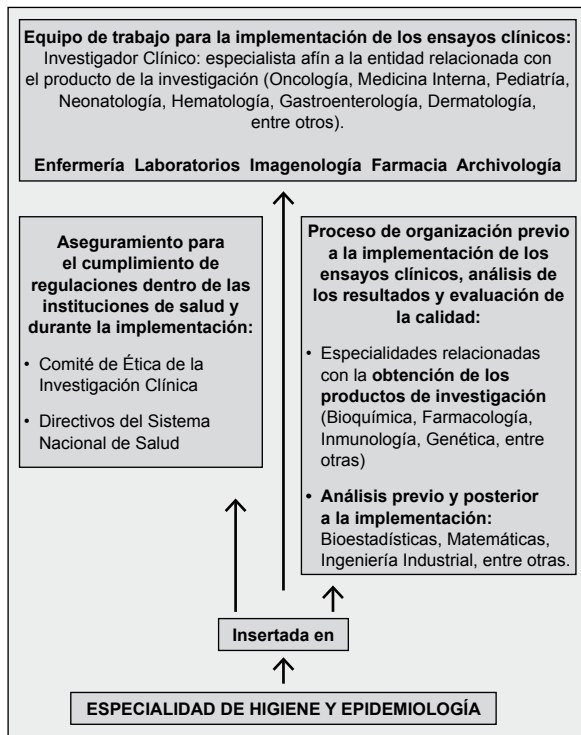 Equipo de trabajo para la implementación de los ensayos clínicos:
Investigador Clínico: especialista afín a la entidad relacionada con
el producto de la investigación (Oncología, Medicina Interna, Pediatría,
Neonatología, Hematología, Gastroenterología, Dermatología,
entre otros).
Enfermería Laboratorios Imagenología Farmacia Archivología
Aseguramiento para
el cumplimiento de
regulaciones dentro de las
instituciones de salud y
durante la implementación:
• Comité de Ética de la
Investigación Clínica
• Directivos del Sistema
Nacional de Salud
Proceso de organización previo
a la implementación de los
ensayos clínicos, análisis de
los resultados y evaluación de
la calidad:
• Especialidades relacionadas
con la obtención de los
productos de investigación
(Bioquímica, Farmacología,
Inmunología, Genética, entre
otras)
• Análisis previo y posterior
a la implementación:
Bioestadísticas, Matemáticas,
Ingeniería Industrial, entre otras.
Insertada en
ESPECIALIDAD DE HIGIENE Y EPIDEMIOLOGÍA